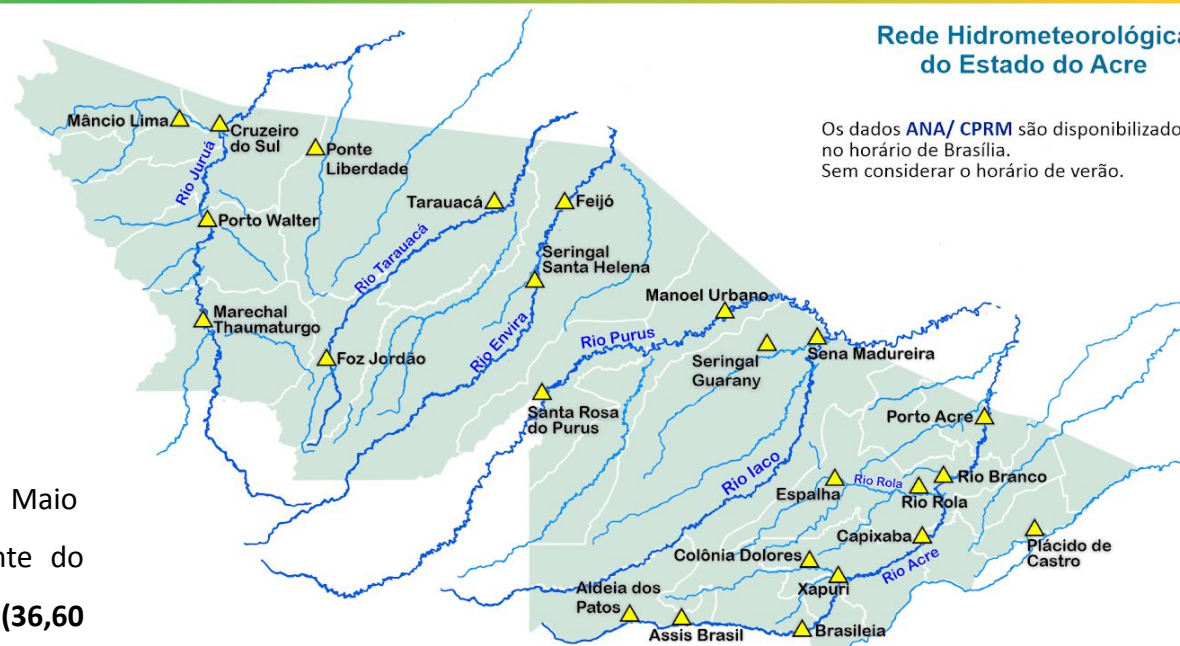 Rede Hidrometeorológica
do Estado do Acre
Os dados ANA/ CPRM são disponibilizado
no horário de Brasília.
Sem considerar o horário de verão.
Mâncio Lima
Cruzeiro
do Sul
Ponte
Liberdade
Rio Juruá
Porto Walter
Tarauacá
Feijó
Rio Tarauacá
Seringal
Santa Helena
Marechal
Thaumaturgo
Foz Jordão
Rio Envira
Manoel Urbano
Rio Purus
Seringal
Guarany
Sena Madureira
Santa Rosa
do Purus
Porto Acre
Rio Iaco
Espalha
Rio Rola
Rio Rola
Rio Branco
Capixaba
Plácido de
Castro
Colônia Dolores
Rio Acre
Xapuri
Aldeia dos
Patos
Assis Brasil
Brasileia
Maio
nte do
(36,60